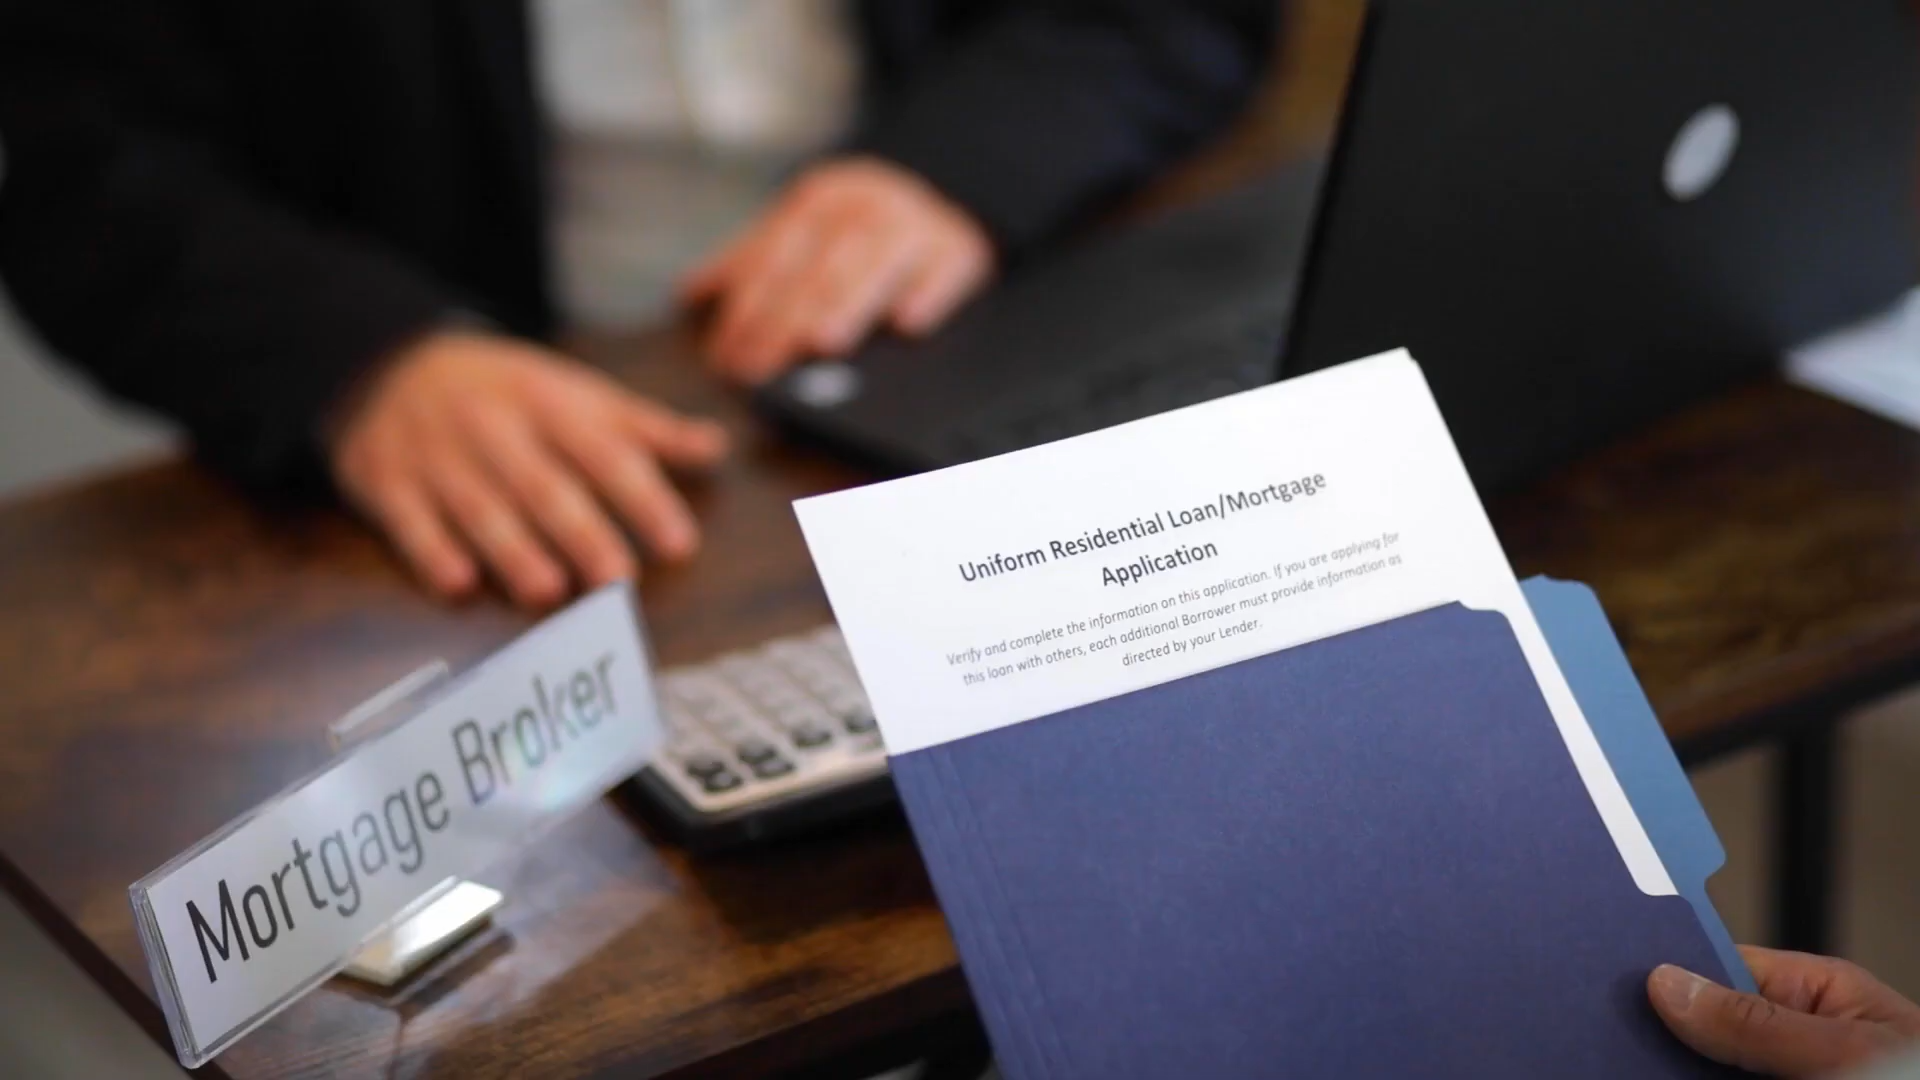 Uniform Residential Loan/Mortgage
Application
Verify and complete the information on this application. If you are applying for
this loan with others, each additional Borrower must provide information as
directed by your Lender.
Mortgage Broker